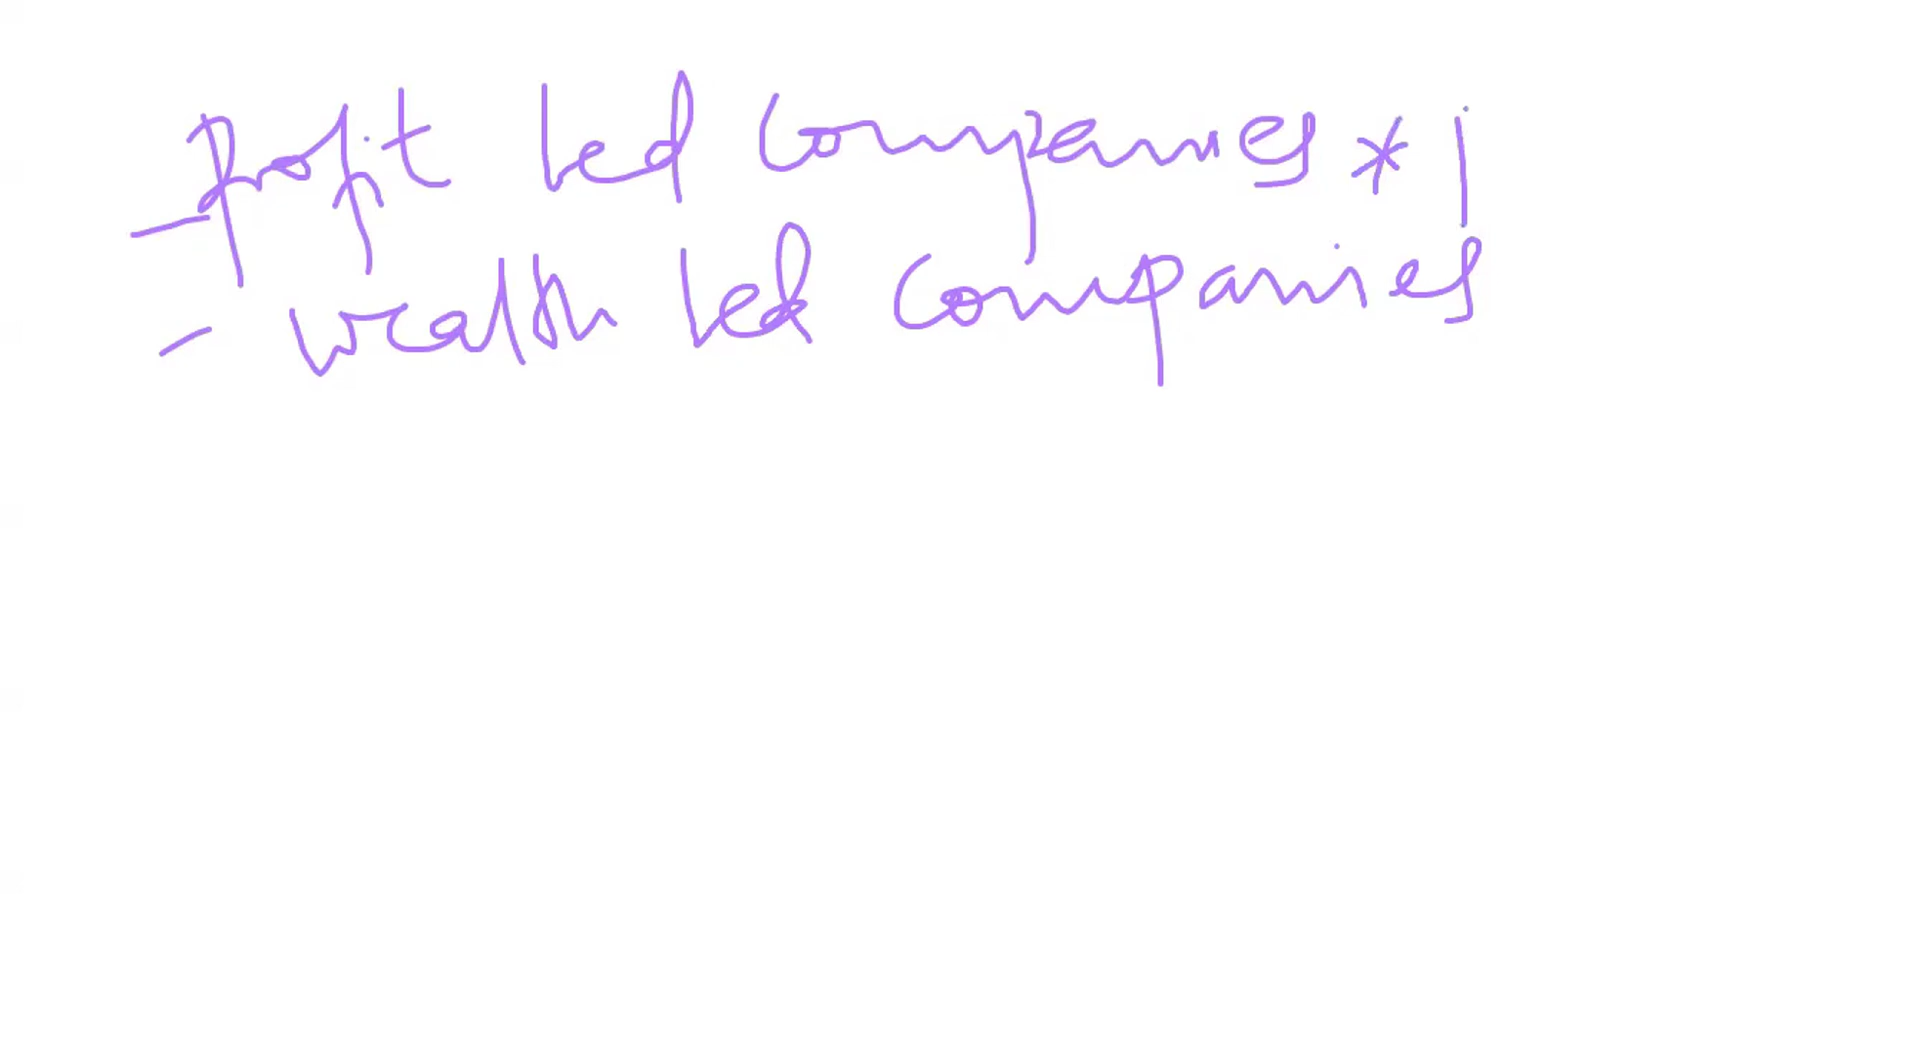 - profit led companies * |
- wealth led companies